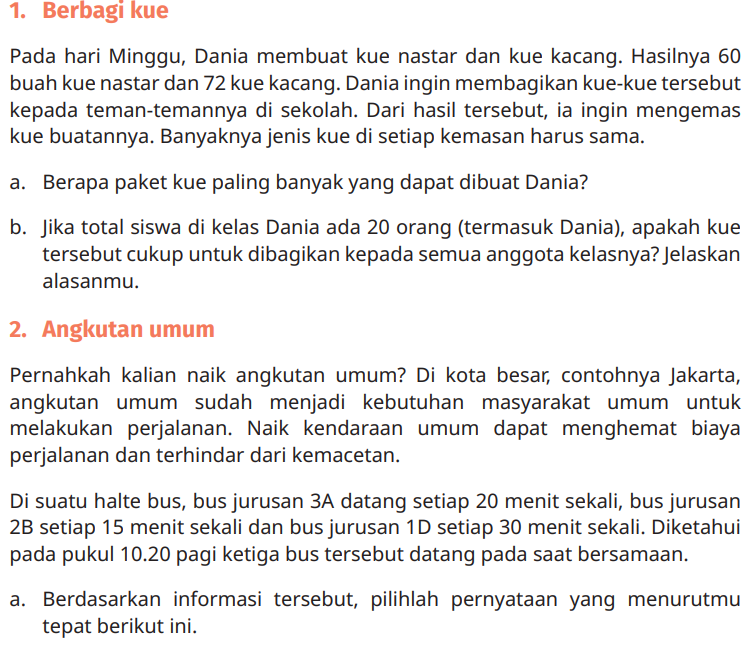 1. Berbagi kue
Pada hari Minggu, Dania membuat kue nastar dan kue kacang. Hasilnya 60
buah kue nastar dan 72 kue kacang. Dania ingin membagikan kue-kue tersebut
kepada teman-temannya di sekolah. Dari hasil tersebut, ia ingin mengemas
kue buatannya. Banyaknya jenis kue di setiap kemasan harus sama.
a. Berapa paket kue paling banyak yang dapat dibuat Dania?
b. Jika total siswa di kelas Dania ada 20 orang (termasuk Dania), apakah kue
tersebut cukup untuk dibagikan kepada semua anggota kelasnya? Jelaskan
alasanmu.
2. Angkutan umum
Pernahkah kalian naik angkutan umum? Di kota besar, contohnya Jakarta,
angkutan umum sudah menjadi kebutuhan masyarakat umum untuk
melakukan perjalanan. Naik kendaraan umum dapat menghemat biaya
perjalanan dan terhindar dari kemacetan.
Di suatu halte bus, bus jurusan 3A datang setiap 20 menit sekali, bus jurusan
2B setiap 15 menit sekali dan bus jurusan 1D setiap 30 menit sekali. Diketahui
pada pukul 10.20 pagi ketiga bus tersebut datang pada saat bersamaan.
a. Berdasarkan informasi tersebut, pilihlah pernyataan yang menurutmu
tepat berikut ini.